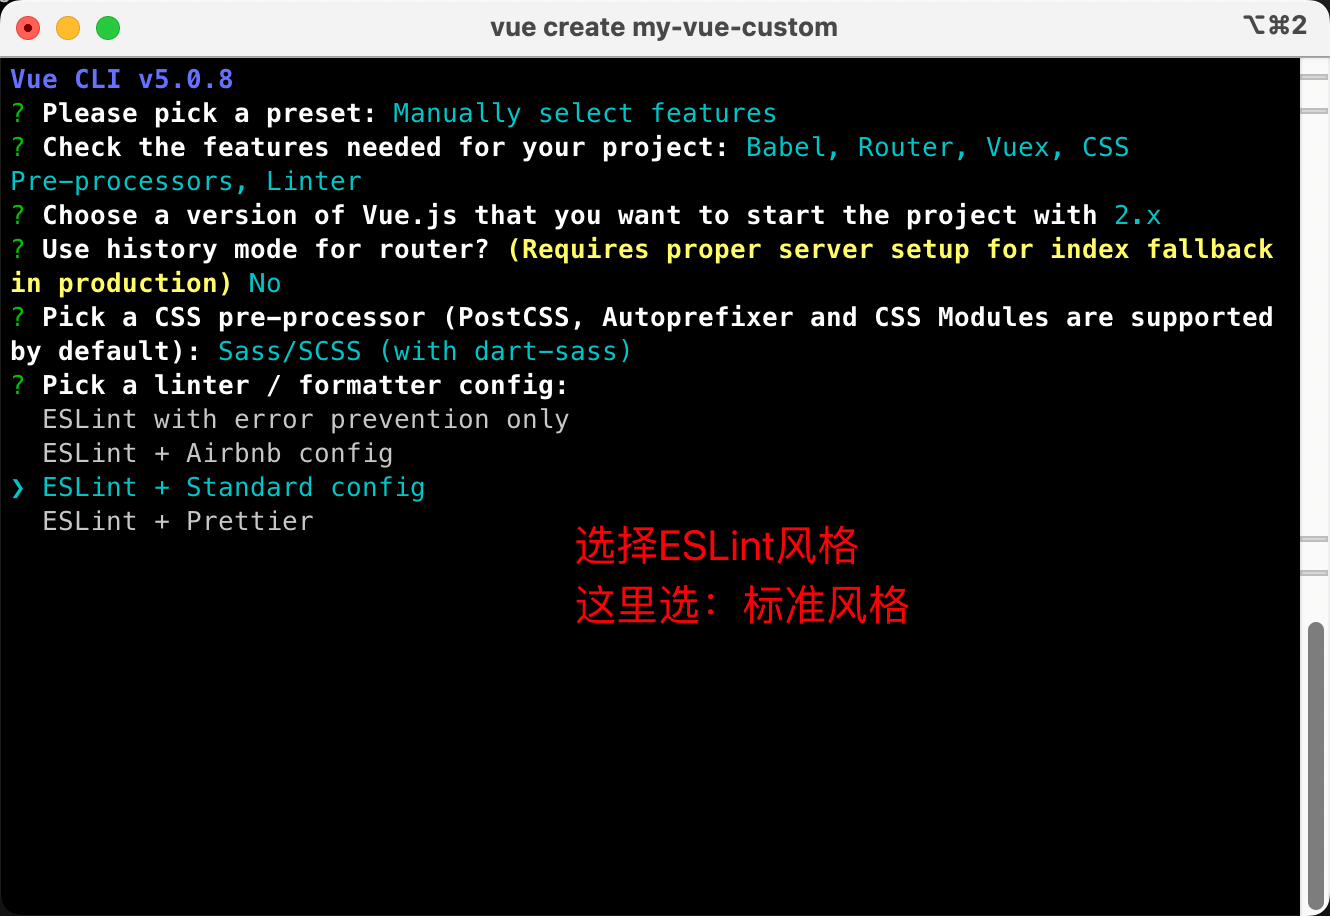 vue create my-vue-custom
⌥⌘2
Vue CLI v5.0.8
? Please pick a preset: Manually select features
? Check the features needed for your project: Babel, Router, Vuex, CSS
Pre-processors, Linter
? Choose a version of Vue.js that you want to start the project with 2.x
? Use history mode for router? (Requires proper server setup for index fallback
in production) No
? Pick a CSS pre-processor (PostCSS, Autoprefixer and CSS Modules are supported
by default): Sass/SCSS (with dart-sass)
? Pick a linter / formatter config:
ESLint with error prevention only
ESLint + Airbnb config
❯ ESLint + Standard config
ESLint + Prettier
选择ESLint风格
这里选：标准风格